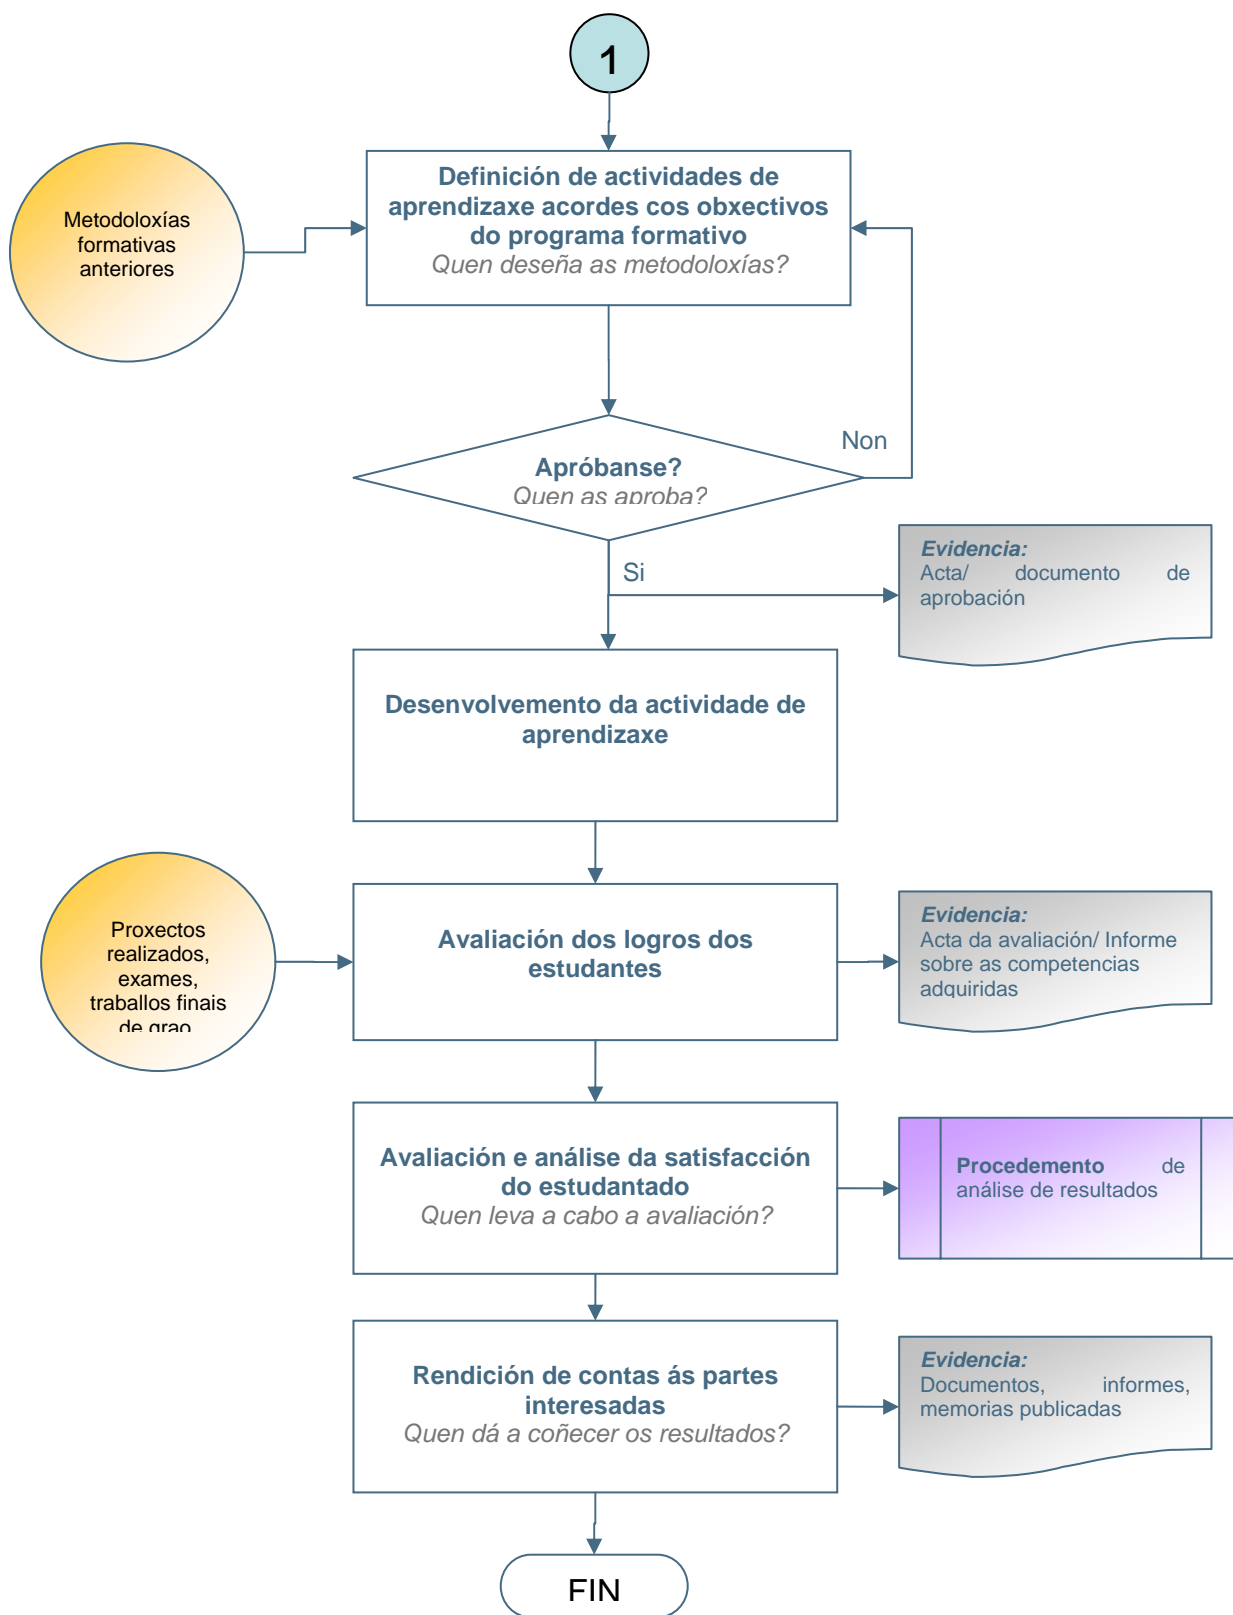 1
Definición de actividades de
aprendizaxe acordes cos obxectivos
do programa formativo
Quen deseña as metodoloxías?
Metodoloxías
formativas
anteriores
Non
Apróbanse?
Quen as aproba?
Si
Evidencia:
Acta/ documento de
aprobación
Desenvolvemento da actividade de
aprendizaxe
Proxectos
realizados,
exames,
traballos finais
de grao
Avaliación dos logros dos
estudantes
Evidencia:
Acta da avaliación/ Informe
sobre as competencias
adquiridas
Avaliación e análise da satisfacción
do estudantado
Quen leva a cabo a avaliación?
Procedemento de
análise de resultados
Rendición de contas ás partes
interesadas
Quen dá a coñecer os resultados?
Evidencia:
Documentos, informes,
memorias publicadas
FIN